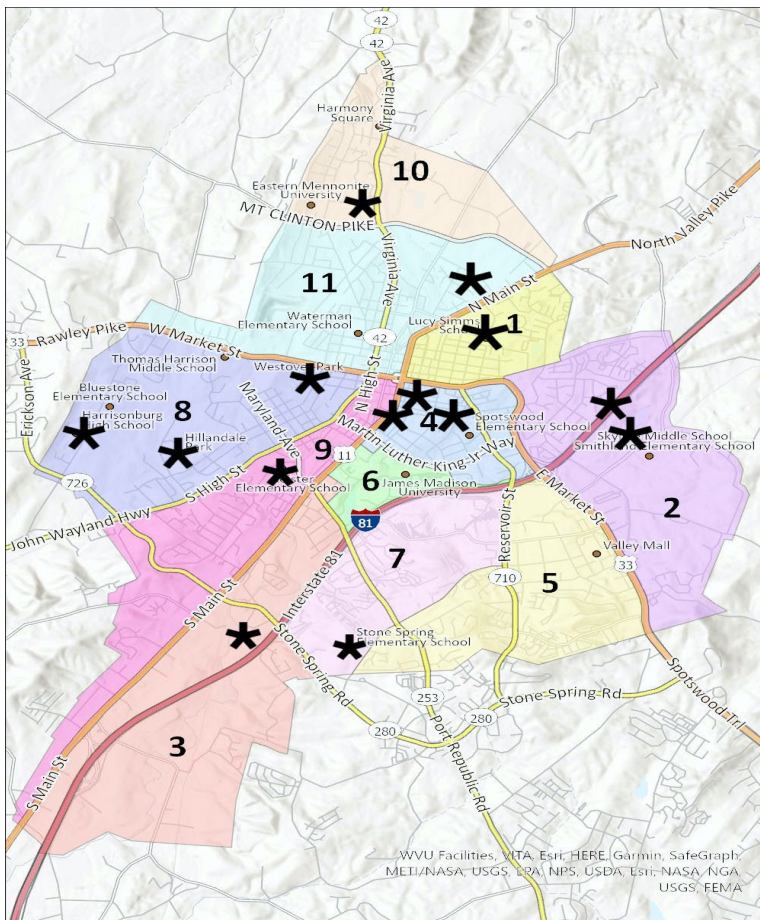 42
42
Virginia Ave
Harmony
Square
10
Eastern Mennonite
University
MT CLINTON PIKE
North Valley Pike
Virginia Ave
11
N Main St
Waterman
Elementary School
Lucy Simms
School
1
42
33
Rawley Pike
W Market St
Thomas Harrison
Middle School
Westover Park
N High St
Erickson Ave
Bluestone
Elementary School
Harrisonburg
High School
8
Maryland Ave
Hillandale
Park
4
Spotswood
Elementary School
Martin Luther King Jr Way
Middle School
Smithland Elementary School
9
11
S High St
Elementary School
6
James Madison
University
E Market St
726
John Wayland Hwy
81
2
Reservoir St
Interstate 81
7
Valley Mall
5
33
710
S Main St
Stone Spring
Elementary School
Stone Spring Rd
253
Stone Spring Rd
280
280
Spotswood Trl
3
Port Republic Rd
S Main St
WVU Facilities, VITA, Esri, HERE, Garmin, SafeGraph,
METI/NASA, USGS, EPA, NPS, USDA, Esri, NASA, NGA,
USGS, FEMA